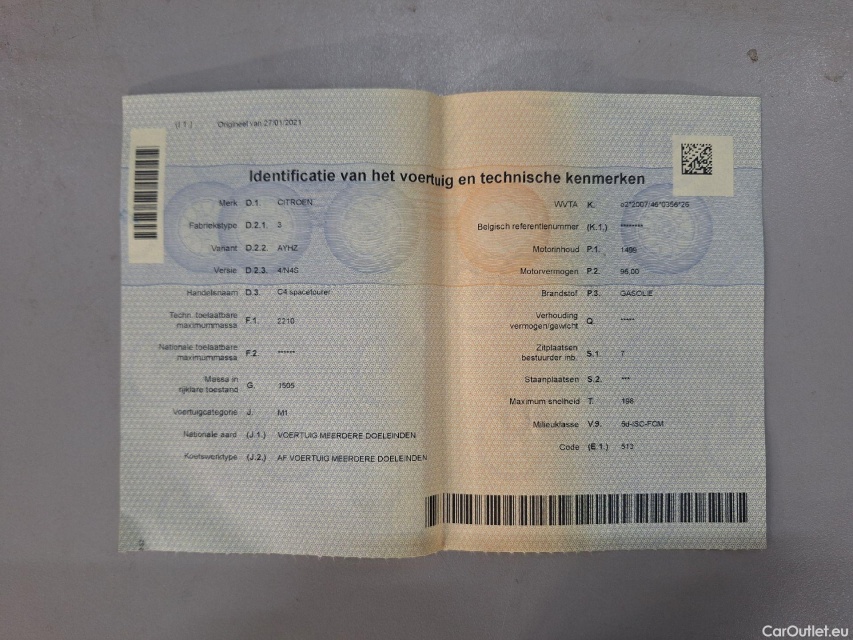 (I.1.) Origineel van 27/01/2021
Identificatie van het voertuig en technische kenmerken
Merk D.1. CITROEN
Fabriekstype D.2.1. 3
Variant D.2.2. AYHZ
Versie D.2.3. 4/N4S
Handelsnaam D.3. C4 spacetourer
Techn. toelaatbare
maximummassa F.1. 2210
Nationale toelaatbare
maximummassa F.2. ******
Massa in
rijklare toestand G. 1505
Voertuigcategorie J. M1
Nationale aard (J.1.) VOERTUIG MEERDERE DOELEINDEN
Koetswerktype (J.2.) AF VOERTUIG MEERDERE DOELEINDEN
WVTA K. e2*2007/46*0356*26
Belgisch referentienummer (K.1.) ********
Motorinhoud P.1. 1499
Motorvermogen P.2. 96,00
Brandstof P.3. GASOLIE
Verhouding
vermogen/gewicht Q. *****
Zitplaatsen
bestuurder inb. S.1. 7
Staanplaatsen S.2. ***
Maximum snelheid T. 198
Milieuklasse V.9. 6d-ISC-FCM
Code (E.1.) 513
CarOutlet.eu